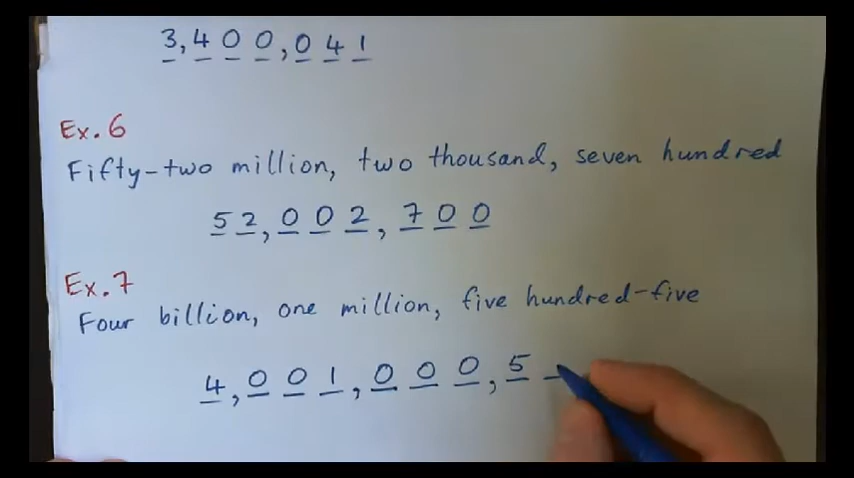 3,400,041
Ex.6
Fifty-two million, two thousand, seven hundred
52,002,700
Ex.7
Four billion, one million, five hundred-five
4,001,000,5